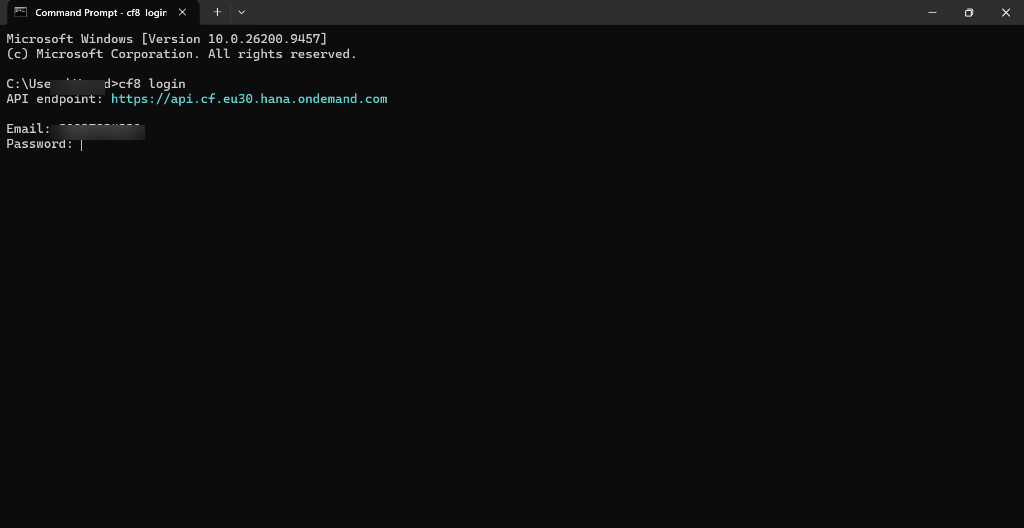 Command Prompt - cf8 login
Microsoft Windows [Version 10.0.26200.9457]
(c) Microsoft Corporation. All rights reserved.
cf8 login
API endpoint: https://api.cf.eu30.hana.ondemand.com
Email:
Password: